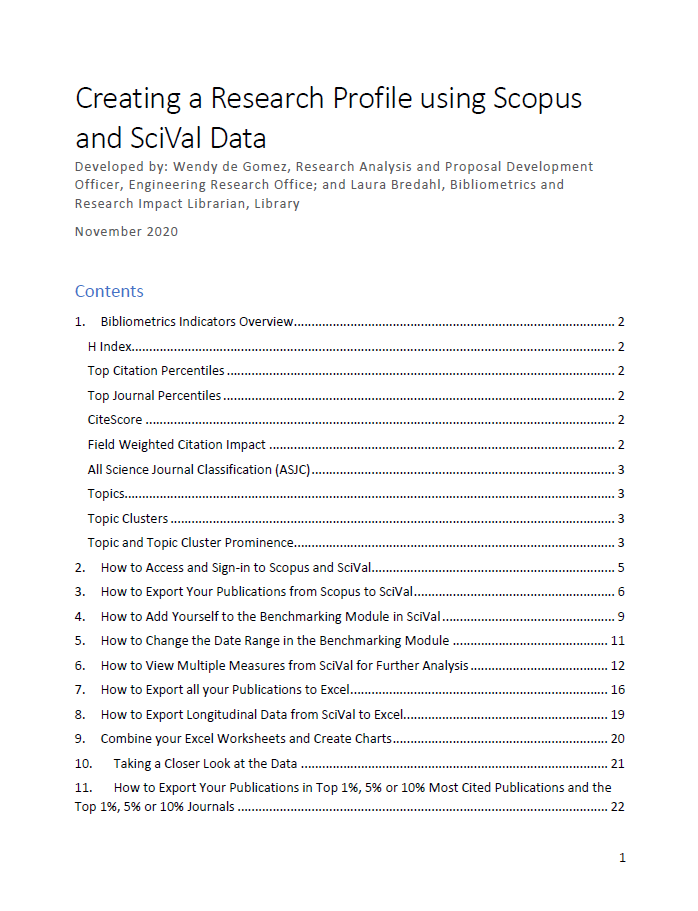 Creating a Research Profile using Scopus
and SciVal Data
Developed by: Wendy de Gomez, Research Analysis and Proposal Development
Officer, Engineering Research Office; and Laura Bredahl, Bibliometrics and
Research Impact Librarian, Library
November 2020
Contents
1. Bibliometrics Indicators Overview.......... 2
H Index.......... 2
Top Citation Percentiles .......... 2
Top Journal Percentiles .......... 2
CiteScore .......... 2
Field Weighted Citation Impact .......... 2
All Science Journal Classification (ASJC).......... 3
Topics.......... 3
Topic Clusters .......... 3
Topic and Topic Cluster Prominence.......... 3
2. How to Access and Sign-in to Scopus and SciVal.......... 5
3. How to Export Your Publications from Scopus to SciVal.......... 6
4. How to Add Yourself to the Benchmarking Module in SciVal .......... 9
5. How to Change the Date Range in the Benchmarking Module .......... 11
6. How to View Multiple Measures from SciVal for Further Analysis .......... 12
7. How to Export all your Publications to Excel.......... 16
8. How to Export Longitudinal Data from SciVal to Excel.......... 19
9. Combine your Excel Worksheets and Create Charts.......... 20
10. Taking a Closer Look at the Data .......... 21
11. How to Export Your Publications in Top 1%, 5% or 10% Most Cited Publications and the
Top 1%, 5% or 10% Journals .......... 22
1